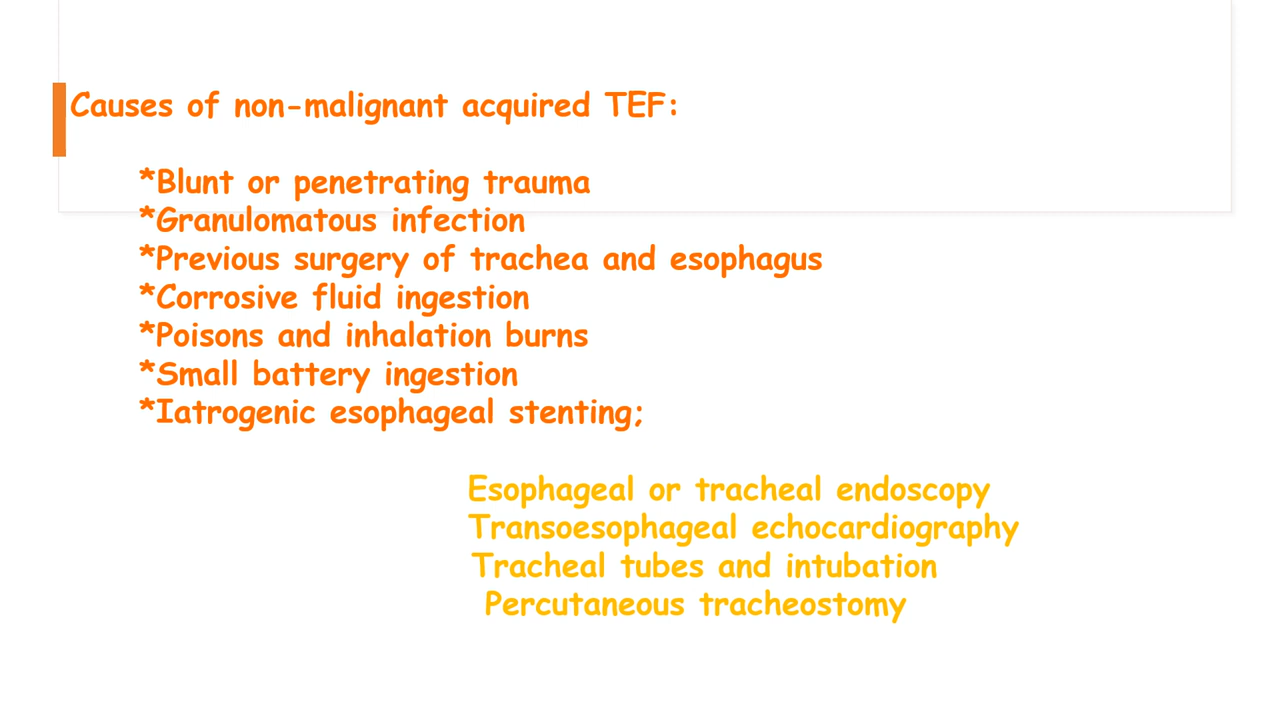 Causes of non-malignant acquired TEF:
*Blunt or penetrating trauma
*Granulomatous infection
*Previous surgery of trachea and esophagus
*Corrosive fluid ingestion
*Poisons and inhalation burns
*Small battery ingestion
*Iatrogenic esophageal stenting;
Esophageal or tracheal endoscopy
Transoesophageal echocardiography
Tracheal tubes and intubation
Percutaneous tracheostomy